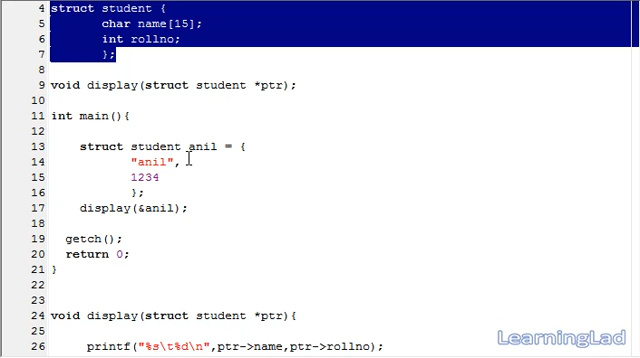 4 struct student {
5 char name[15];
6 int rollno;
7 };
8
9 void display(struct student *ptr);
10
11 int main(){
12
13 struct student anil = {
14 "anil",
15 1234
16 };
17 display(&anil);
18
19 getch();
20 return 0;
21 }
22
23
24 void display(struct student *ptr){
25
26 printf("%s\t%d\n",ptr->name,ptr->rollno);
LearningLad